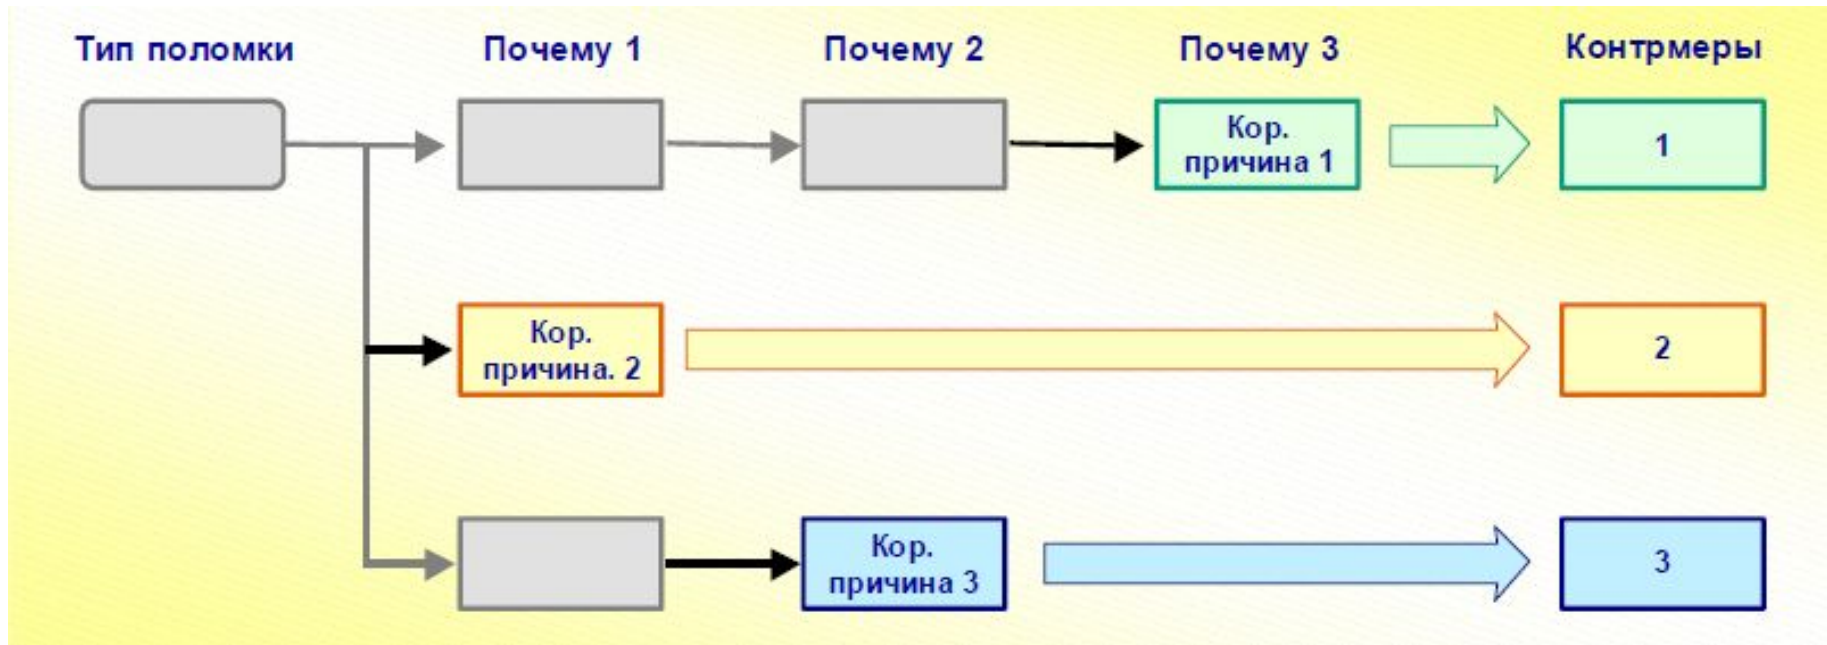 Тип поломки
Почему 1
Почему 2
Почему 3
Контрмеры
Кор.
причина 1
1
Кор.
причина. 2
2
Кор.
причина 3
3